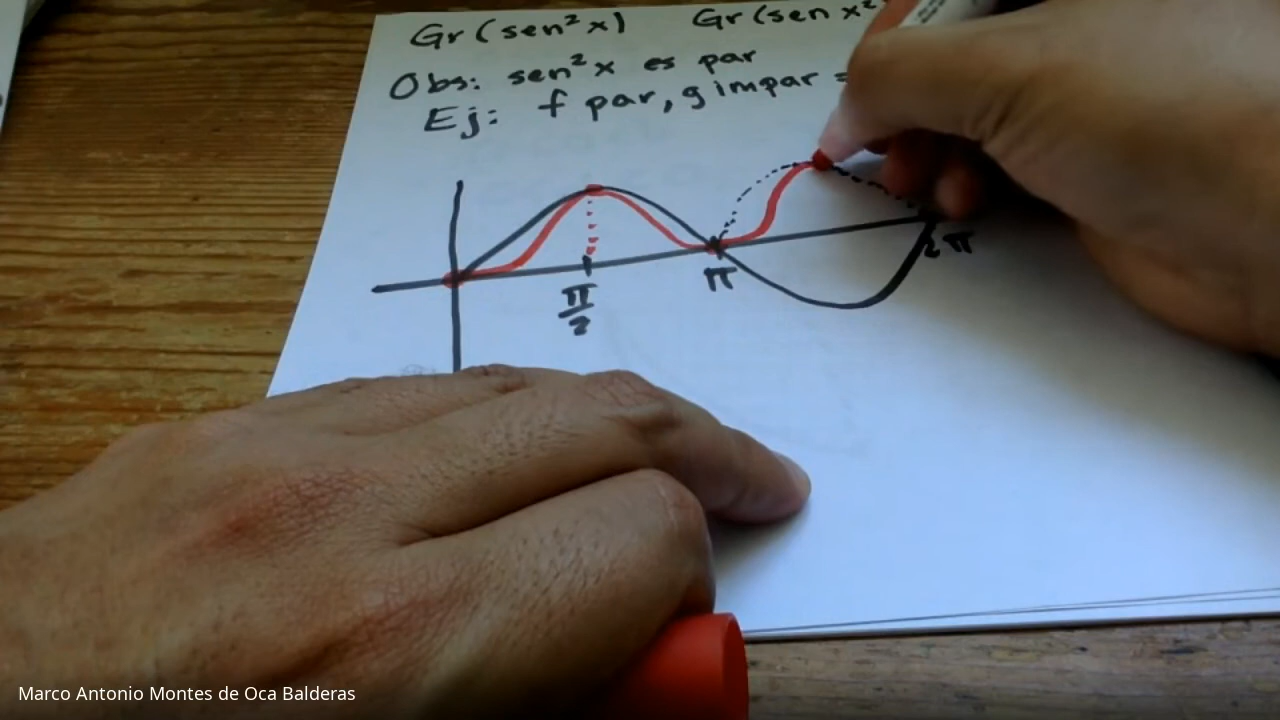 Gr(sen²x) Gr(sen x²
Obs: sen²x es par
Ej: f par, g impar =
π/2
π
2π
Marco Antonio Montes de Oca Balderas